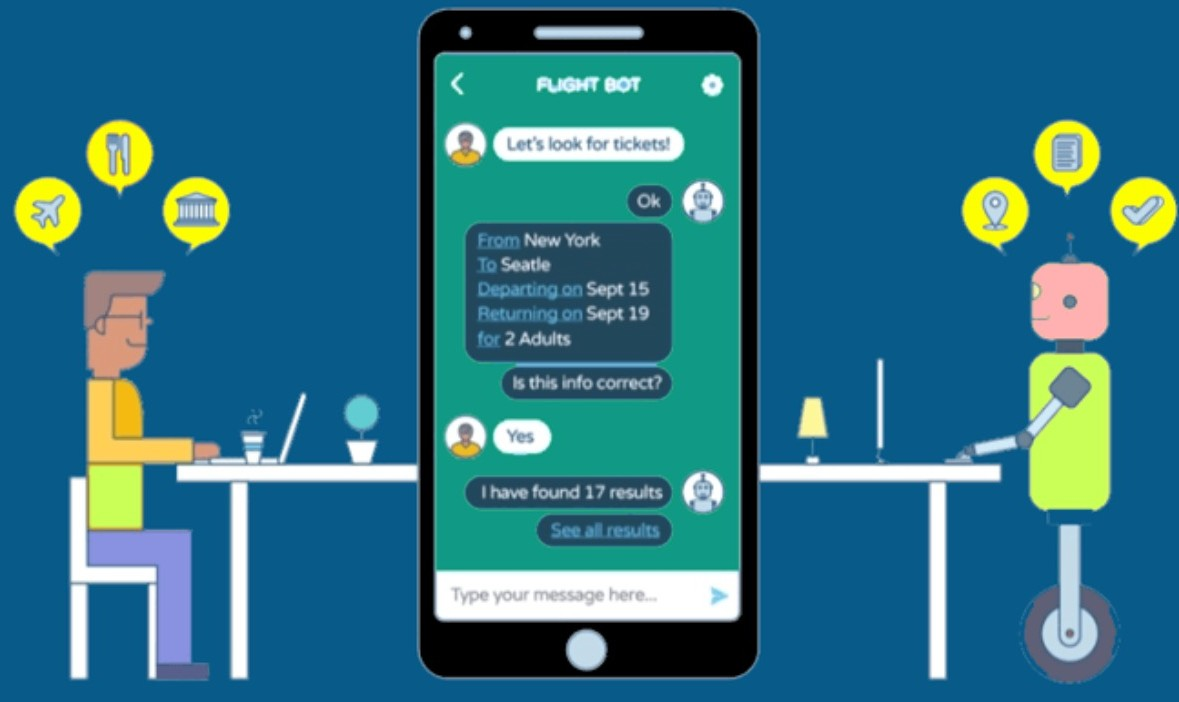 FLIGHT BOT
Let's look for tickets!
Ok
From New York
To Seatle
Departing on Sept 15
Returning on Sept 19
for 2 Adults
Is this info correct?
Yes
I have found 17 results
See all results
Type your message here...